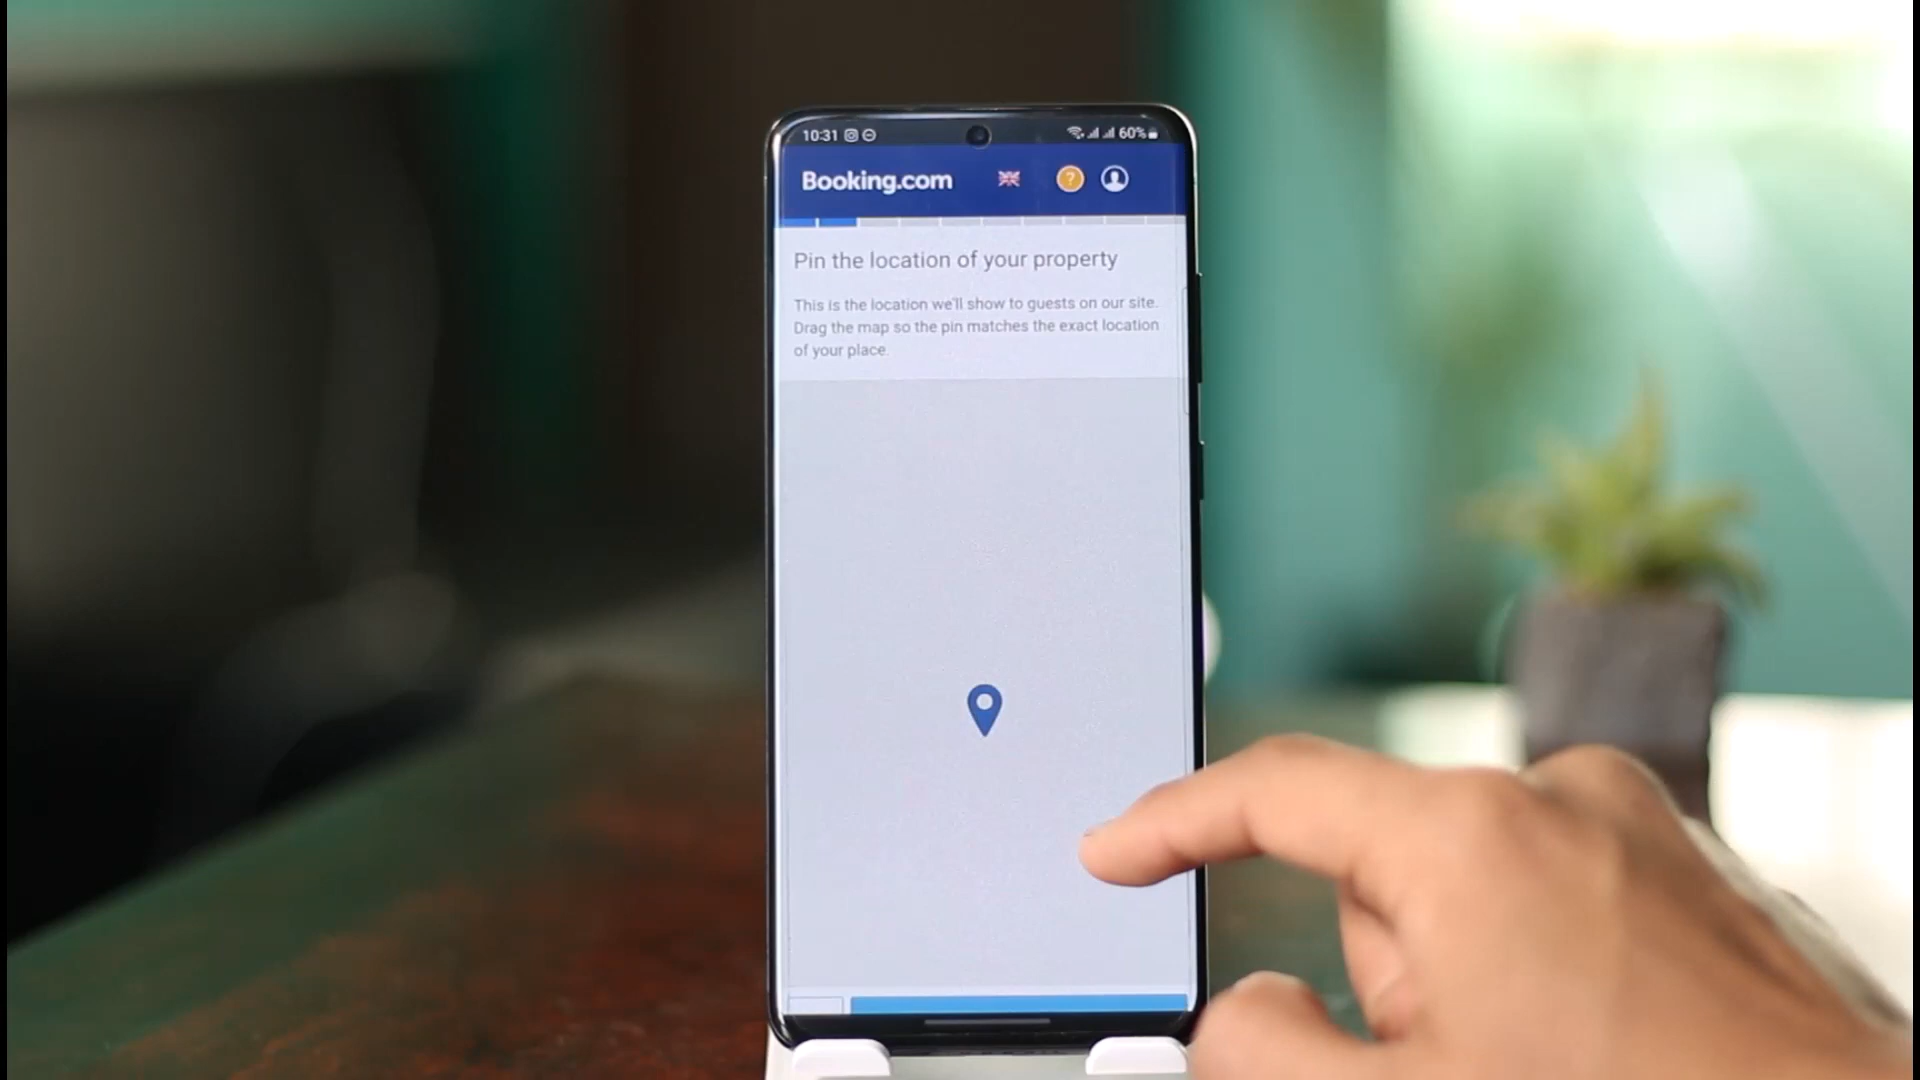 10:31 60%
Booking.com ?
Pin the location of your property
This is the location we'll show to guests on our site.
Drag the map so the pin matches the exact location
of your place.